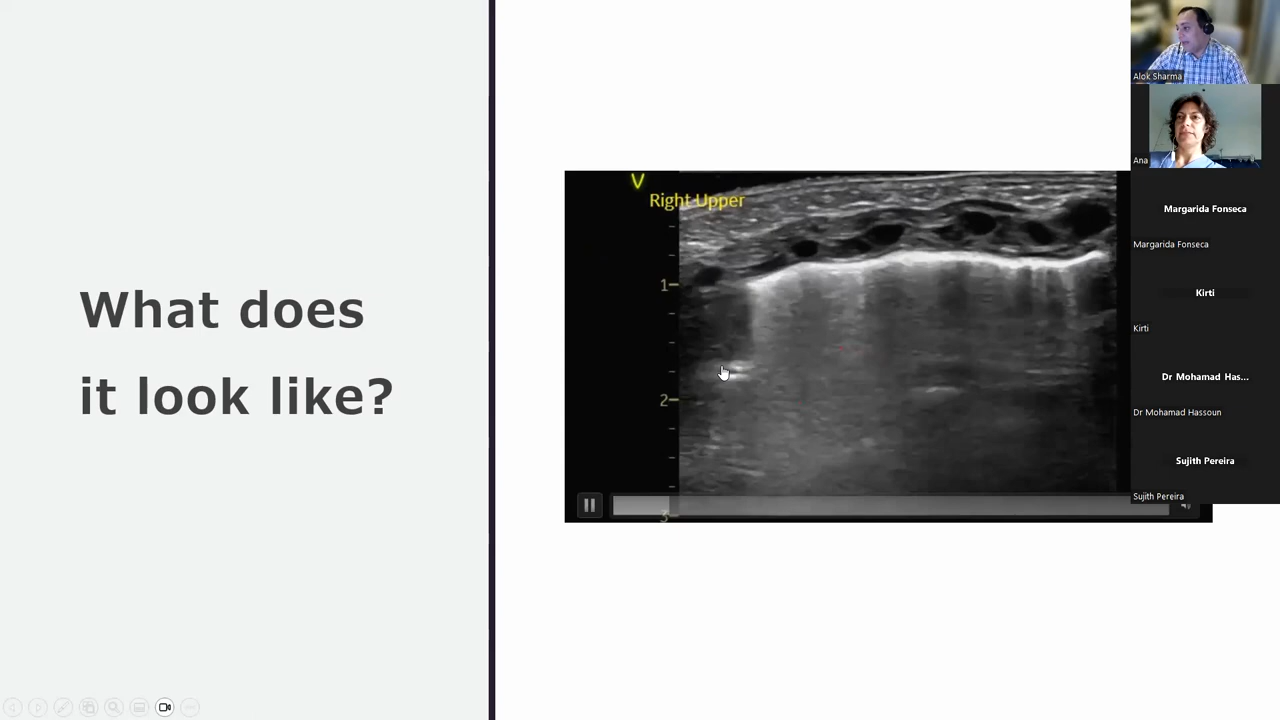 What does
it look like?
V
Right Upper
1
2
3
Alok Sharma
Ana
Margarida Fonseca
Margarida Fonseca
Kirti
Kirti
Dr Mohamad Has...
Dr Mohamad Hassoun
Sujith Pereira
Sujith Pereira